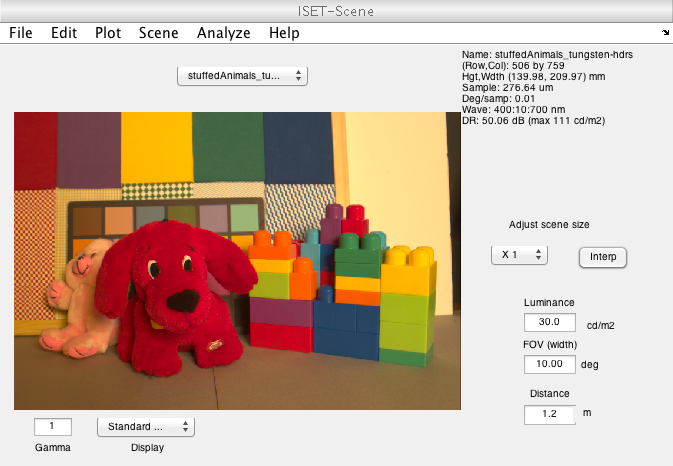 ISET-Scene
File Edit Plot Scene Analyze Help
Name: stuffedAnimals_tungsten-hdrs
(Row,Col): 506 by 759
Hgt,Wdth (139.98, 209.97) mm
Sample: 276.64 um
Deg/samp: 0.01
Wave: 400:10:700 nm
DR: 50.06 dB (max 111 cd/m2)
stuffedAnimals_tu...
Adjust scene size
X 1 Interp
Luminance
30.0 cd/m2
FOV (width)
10.00 deg
Distance
1.2 m
1 Standard ...
Gamma Display